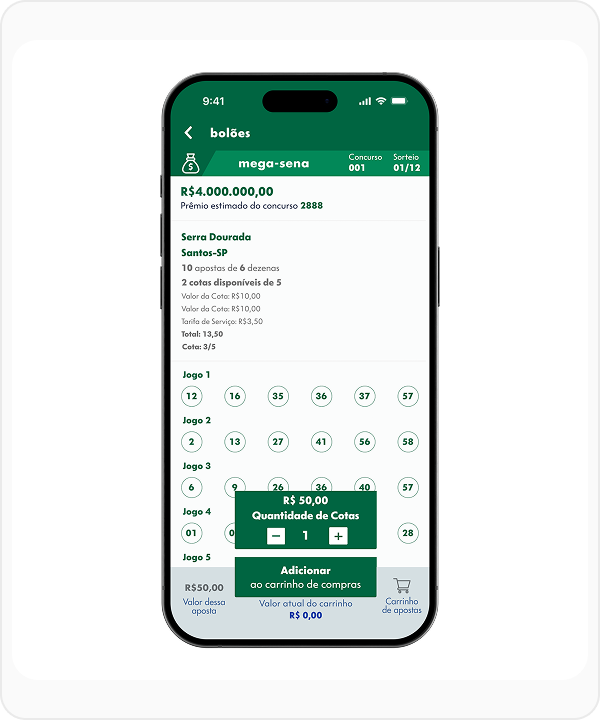 9:41
bolões
mega-sena
Concurso
001
Sorteio
01/12
R$4.000.000,00
Prêmio estimado do concurso 2888
Serra Dourada
Santos-SP
10 apostas de 6 dezenas
2 cotas disponíveis de 5
Valor da Cota: R$10,00
Valor da Cota: R$10,00
Tarifa de Serviço: R$3,50
Total: 13,50
Cota: 3/5
Jogo 1
12 16 35 36 37 57
Jogo 2
2 13 27 41 56 58
Jogo 3
6 9 26 36 40 57
Jogo 4
01 28
Jogo 5
R$ 50,00
Quantidade de Cotas
− 1 +
Adicionar
ao carrinho de compras
R$50,00
Valor dessa
aposta
Valor atual do carrinho
R$ 0,00
Carrinho
de apostas